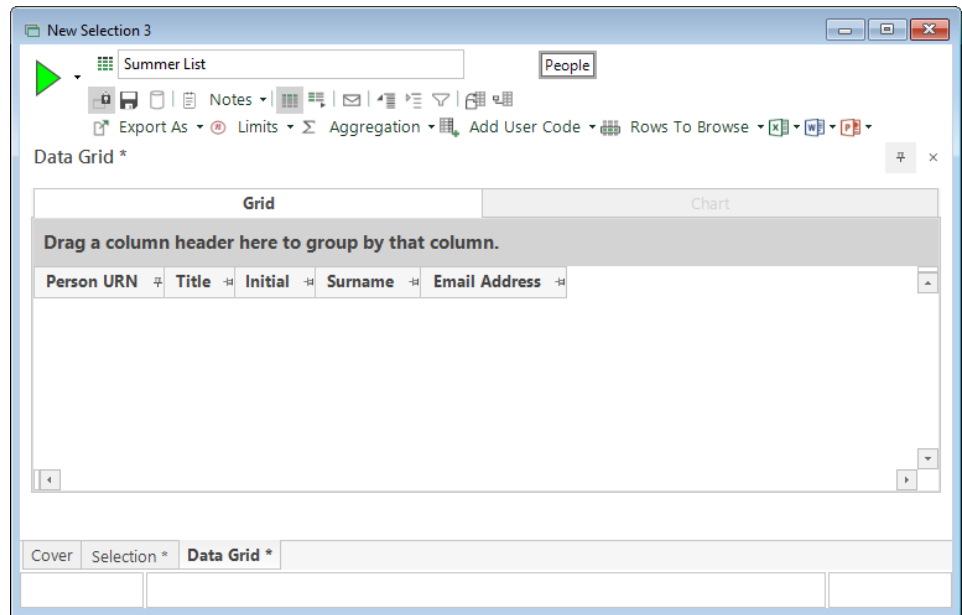 New Selection 3
Summer List People
Notes
Export As Limits Aggregation Add User Code Rows To Browse
Data Grid *
Grid Chart
Drag a column header here to group by that column.
Person URN Title Initial Surname Email Address
Cover Selection * Data Grid *